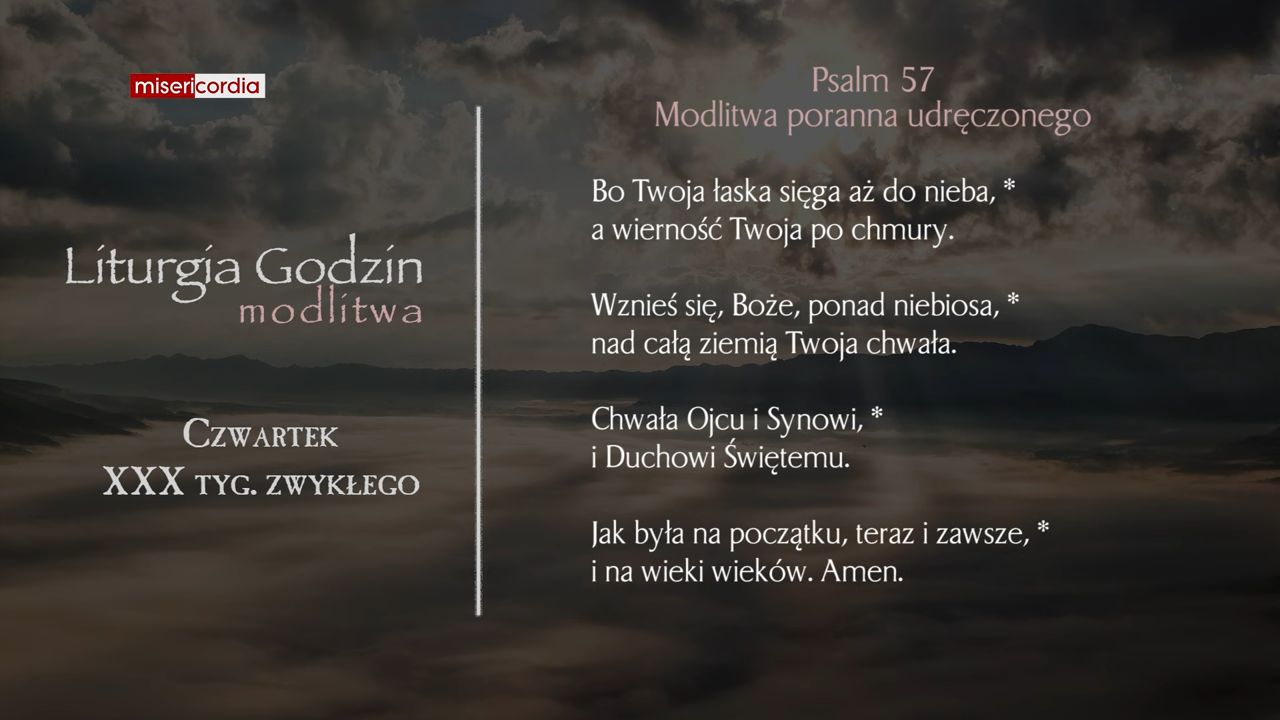 misericordia
Liturgia Godzin
modlitwa
Czwartek
XXX tyg. zwykłego
Psalm 57
Modlitwa poranna udręczonego
Bo Twoja łaska sięga aż do nieba, *
a wierność Twoja po chmury.
Wznieś się, Boże, ponad niebiosa, *
nad całą ziemią Twoja chwała.
Chwała Ojcu i Synowi, *
i Duchowi Świętemu.
Jak była na początku, teraz i zawsze, *
i na wieki wieków. Amen.